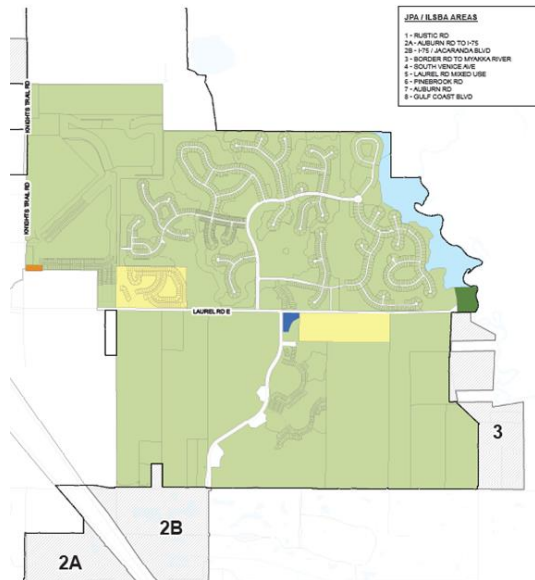 JPA / ILSBA AREAS
1 - RUSTIC RD
2A - AUBURN RD TO I-75
2B - I-75 / JACARANDA BLVD
3 - BORDER RD TO MYAKKA RIVER
4 - SOUTH VENICE AVE
5 - LAUREL RD MIXED USE
6 - PINEBROOK RD
7 - AUBURN RD
8 - GULF COAST BLVD
KNIGHTS TRAIL RD
KNIGHTS TRAIL RD
LAUREL RD E
3
2B
2A